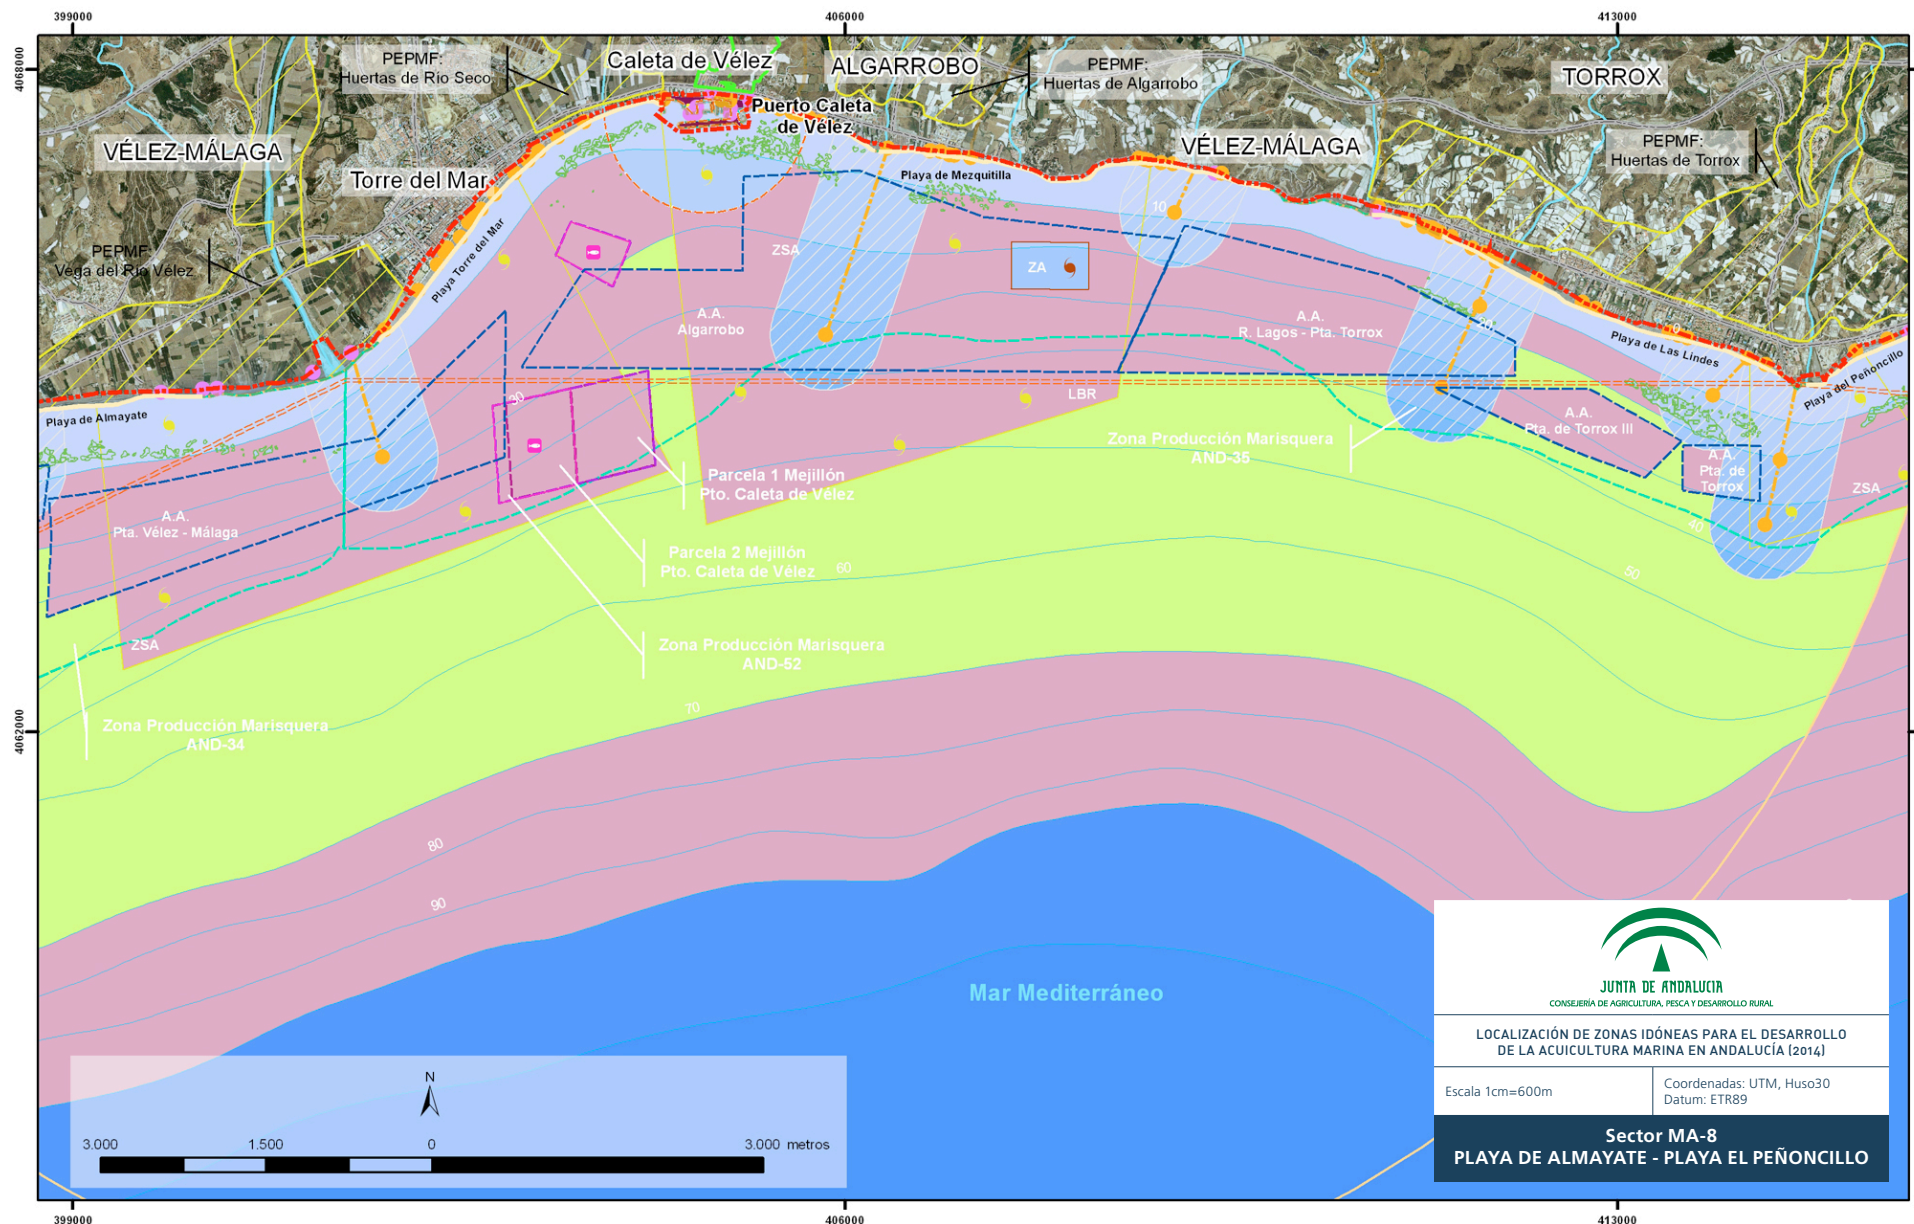 399000
406000
413000
4068000
PEPMF:
Huertas de Rio Seco
Caleta de Vélez
ALGARROBO
PEPMF:
Huertas de Algarrobo
TORROX
Puerto Caleta
de Vélez
VÉLEZ-MÁLAGA
VÉLEZ-MÁLAGA
PEPMF:
Huertas de Torrox
Torre del Mar
Playa de Mezquitilla
10
PEPMF:
Vega del Río Vélez
Playa Torre del Mar
ZSA
ZA
A.A.
Algarrobo
A.A.
R. Lagos - Pta. Torrox
20
Playa de Las Lindes
Playa del Peñoncillo
LBR
30
Playa de Almayate
A.A.
Pta. de Torrox III
Zona Producción Marisquera
AND-35
A.A.
Pta. de
Torrox
Parcela 1 Mejillón
Pto. Caleta de Vélez
ZSA
A.A.
Pta. Vélez - Málaga
40
Parcela 2 Mejillón
Pto. Caleta de Vélez
60
50
ZSA
Zona Producción Marisquera
AND-52
70
Zona Producción Marisquera
AND-34
4062000
80
90
Mar Mediterráneo
JUNTA DE ANDALUCIA
CONSEJERÍA DE AGRICULTURA, PESCA Y DESARROLLO RURAL
LOCALIZACIÓN DE ZONAS IDÓNEAS PARA EL DESARROLLO
DE LA ACUICULTURA MARINA EN ANDALUCÍA (2014)
Escala 1cm=600m
Coordenadas: UTM, Huso30
Datum: ETR89
Sector MA-8
PLAYA DE ALMAYATE - PLAYA EL PEÑONCILLO
N
3.000
1.500
0
3.000 metros
399000
406000
413000